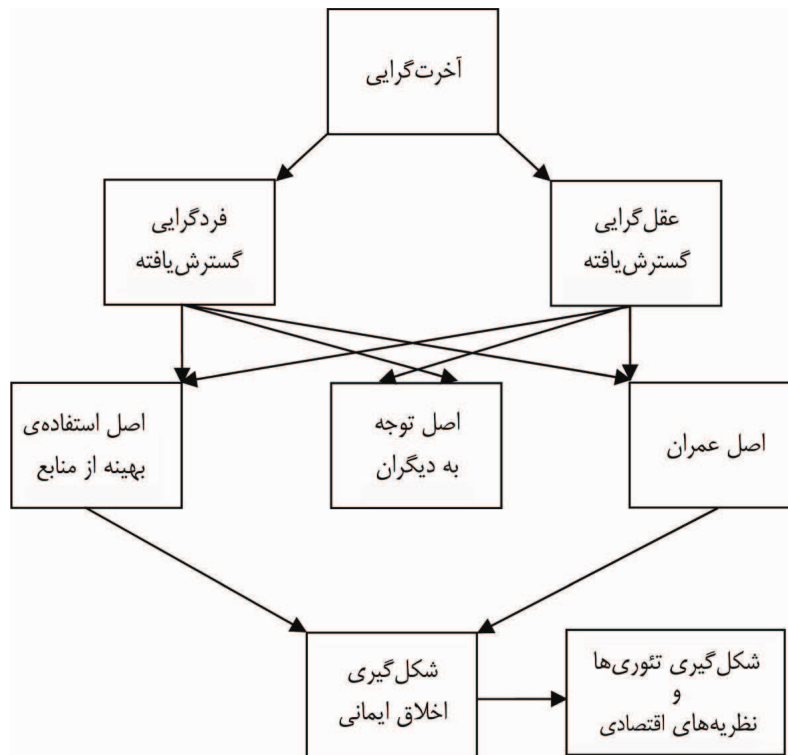 آخرت‌گرایی
عقل‌گرایی
گسترش‌یافته
فردگرایی
گسترش‌یافته
اصل عمران
اصل توجه
به دیگران
اصل استفاده‌ی
بهینه از منابع
شکل‌گیری
اخلاق ایمانی
شکل‌گیری تئوری‌ها
و
نظریه‌های اقتصادی